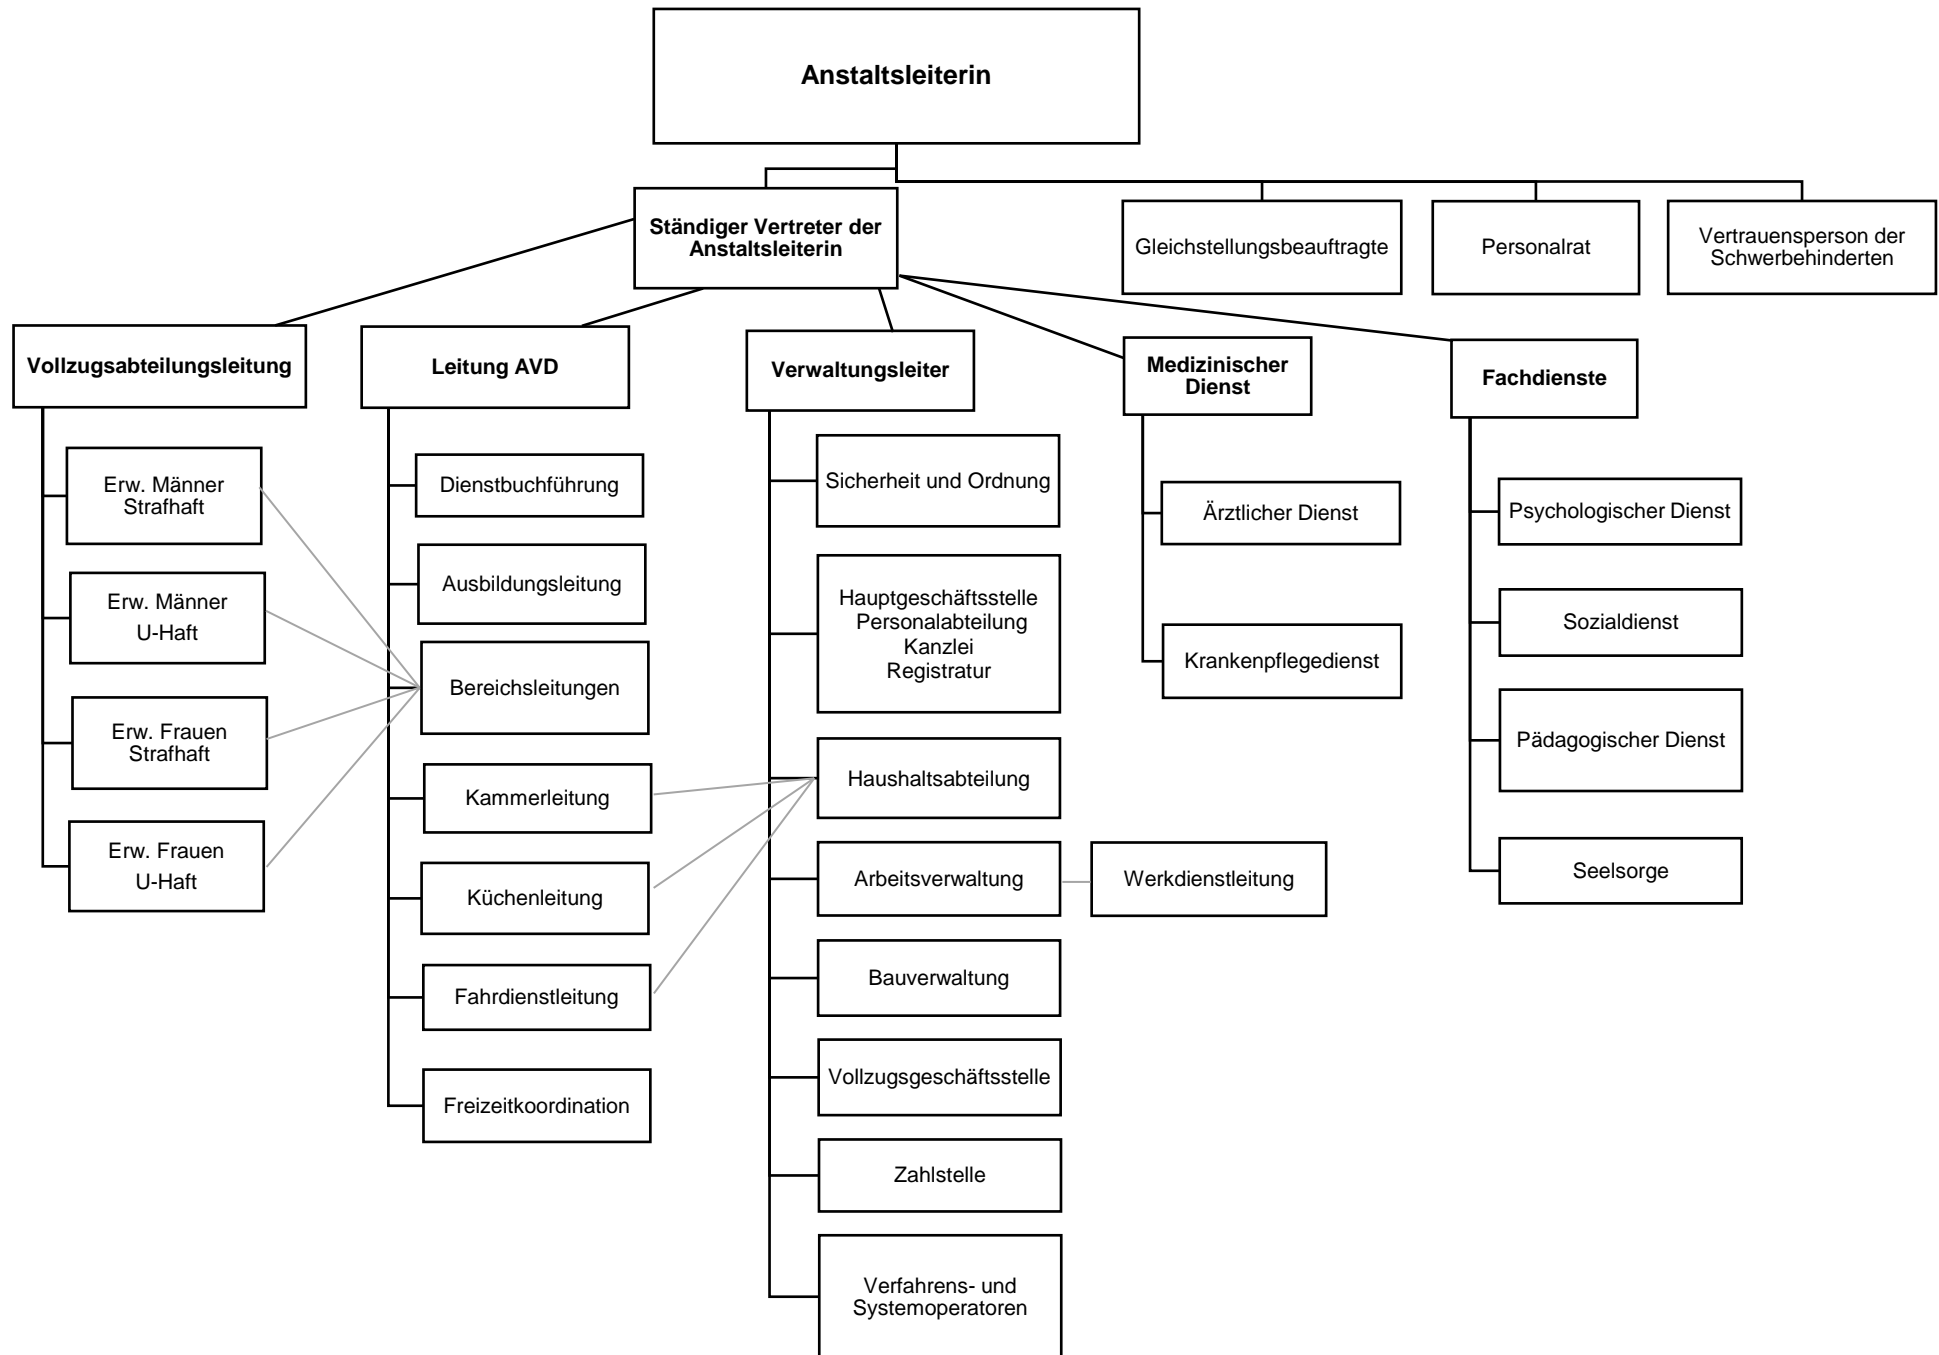 Anstaltsleiterin
Ständiger Vertreter der
Anstaltsleiterin
Gleichstellungsbeauftragte
Personalrat
Vertrauensperson der
Schwerbehinderten
Vollzugsabteilungsleitung
Erw. Männer
Strafhaft
Erw. Männer
U-Haft
Erw. Frauen
Strafhaft
Erw. Frauen
U-Haft
Leitung AVD
Dienstbuchführung
Ausbildungsleitung
Bereichsleitungen
Kammerleitung
Küchenleitung
Fahrdienstleitung
Freizeitkoordination
Verwaltungsleiter
Sicherheit und Ordnung
Hauptgeschäftsstelle
Personalabteilung
Kanzlei
Registratur
Haushaltsabteilung
Arbeitsverwaltung
Werkdienstleitung
Bauverwaltung
Vollzugsgeschäftsstelle
Zahlstelle
Verfahrens- und
Systemoperatoren
Medizinischer
Dienst
Ärztlicher Dienst
Krankenpflegedienst
Fachdienste
Psychologischer Dienst
Sozialdienst
Pädagogischer Dienst
Seelsorge